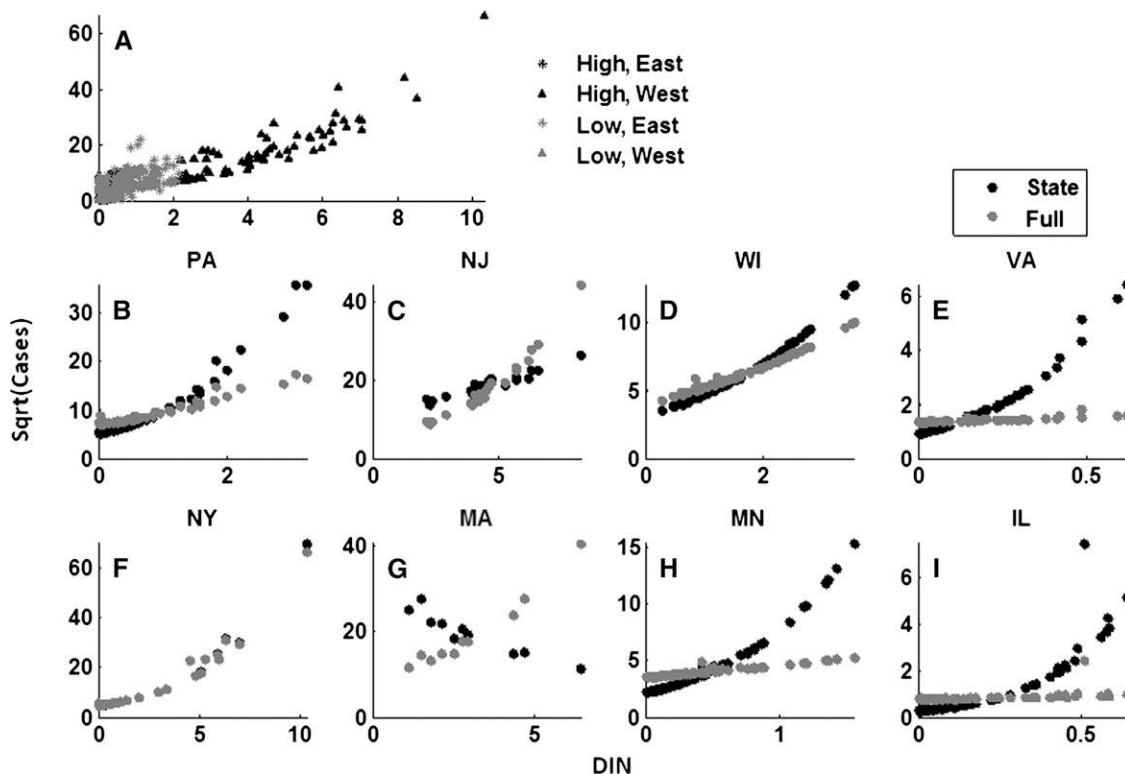 A
60
40
20
0
0 2 4 6 8 10
High, East
High, West
Low, East
Low, West
State
Full
Sqrt(Cases)
PA
B
30
20
10
0
0 2
NJ
C
40
20
0
0 5
WI
D
10
5
0
0 2
VA
E
6
4
2
0
0 0.5
NY
F
60
40
20
0
0 5 10
MA
G
40
20
0
0 5
MN
H
15
10
5
0
0 1
IL
I
6
4
2
0
0 0.5
DIN